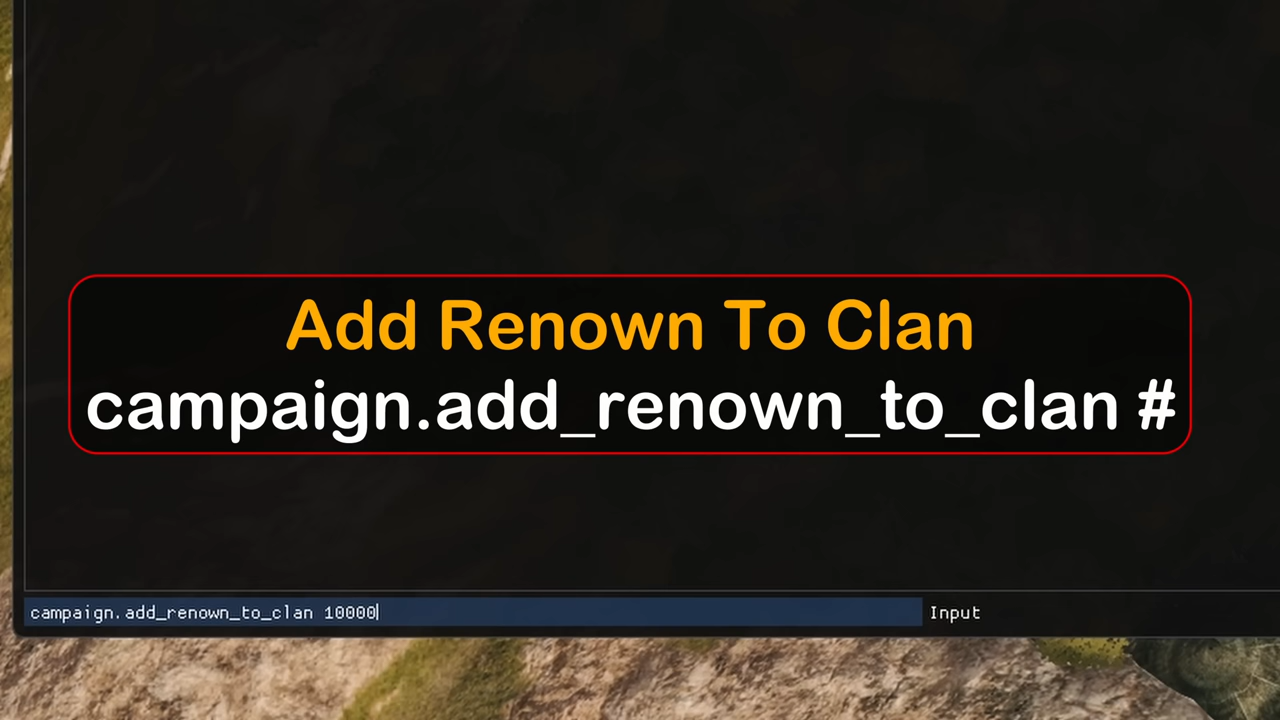 Add Renown To Clan
campaign.add_renown_to_clan #
campaign.add_renown_to_clan 10000
Input